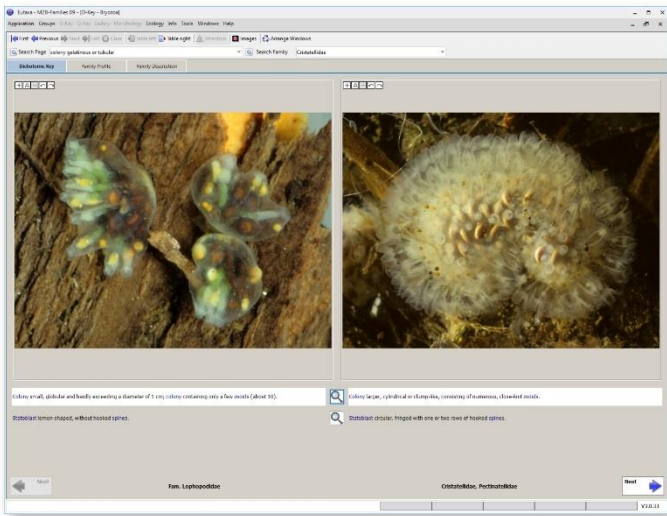 Eutaxa - MZB-Families 09 - [D-Key - Bryozoa]
Application Groups Morphology Ecology Info Tools Windows Help
First Previous Next Last Close Table left Table right Images Arrange Windows
Search Page colony gelatinous or tubular Search Family Cristatellidae
Dichotomic Key Family Profile Family Description
Colony small, globular and hardly exceeding a diameter of 1 cm; colony containing only a few zooids (about 10).
Colony larger, cylindrical or clump-like, consisting of numerous, close-knit zooids.
Statoblast lemon-shaped, without hooked spines.
Statoblast circular, fringed with one or two rows of hooked spines.
Next Fam. Lophopodidae Cristatellidae, Pectinatellidae Next